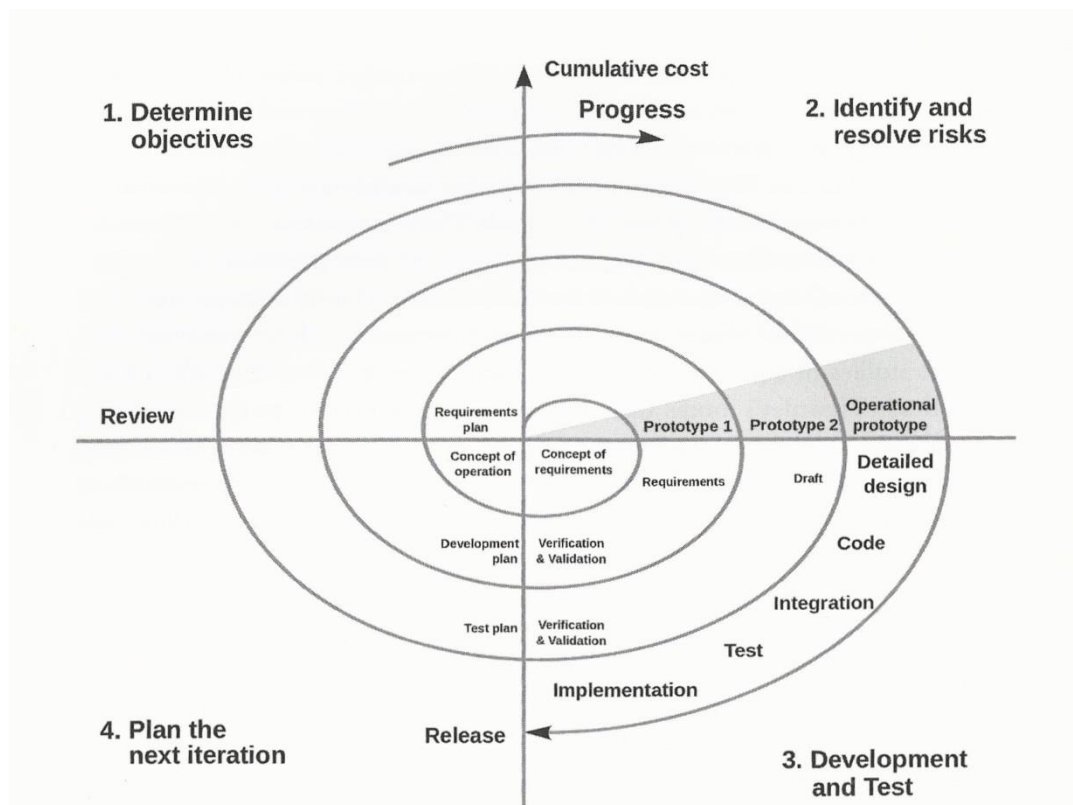 Cumulative cost
Progress
1. Determine
objectives
2. Identify and
resolve risks
Review
Requirements
plan
Prototype 1
Prototype 2
Operational
prototype
Concept of
operation
Concept of
requirements
Requirements
Draft
Detailed
design
Development
plan
Verification
& Validation
Code
Integration
Test plan
Verification
& Validation
Test
Implementation
Release
4. Plan the
next iteration
3. Development
and Test